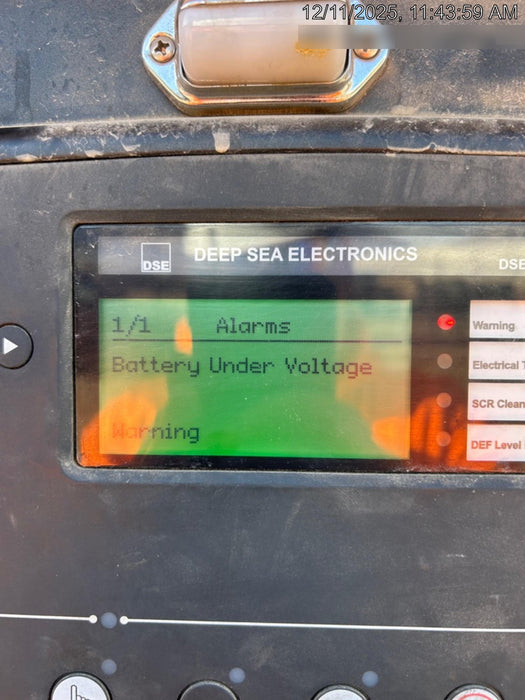 12/11/2025, 11:43:59 AM
DSE
DEEP SEA ELECTRONICS
DSE
1/1 Alarms
Battery Under Voltage
Warning
Warning
Electrical T
SCR Clean
DEF Level